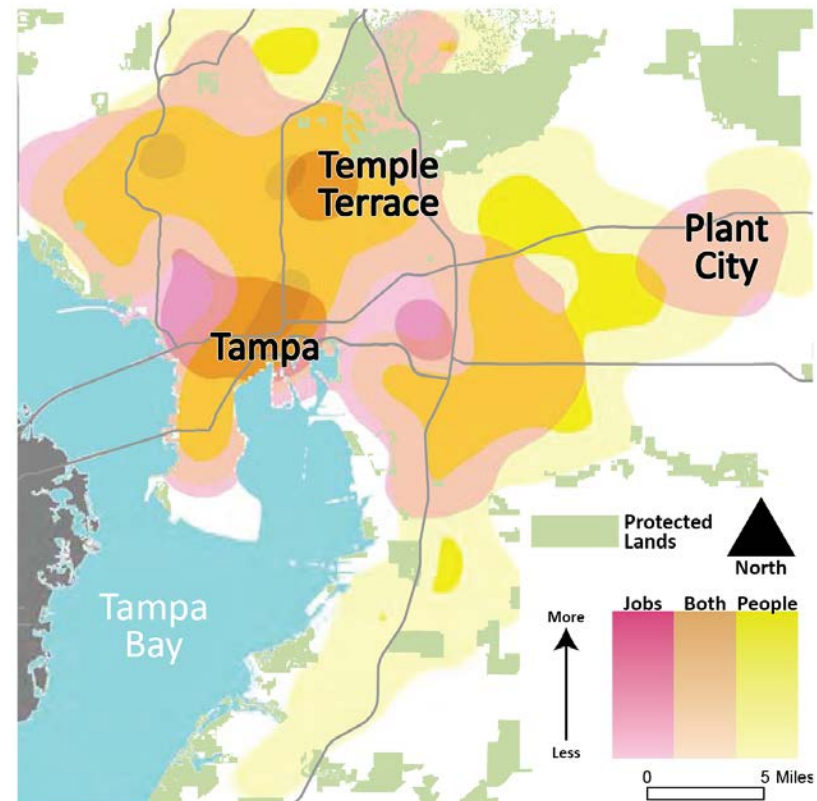 Temple
Terrace
Plant
City
Tampa
Tampa
Bay
Protected
Lands
North
Jobs Both People
More
Less
0 5 Miles